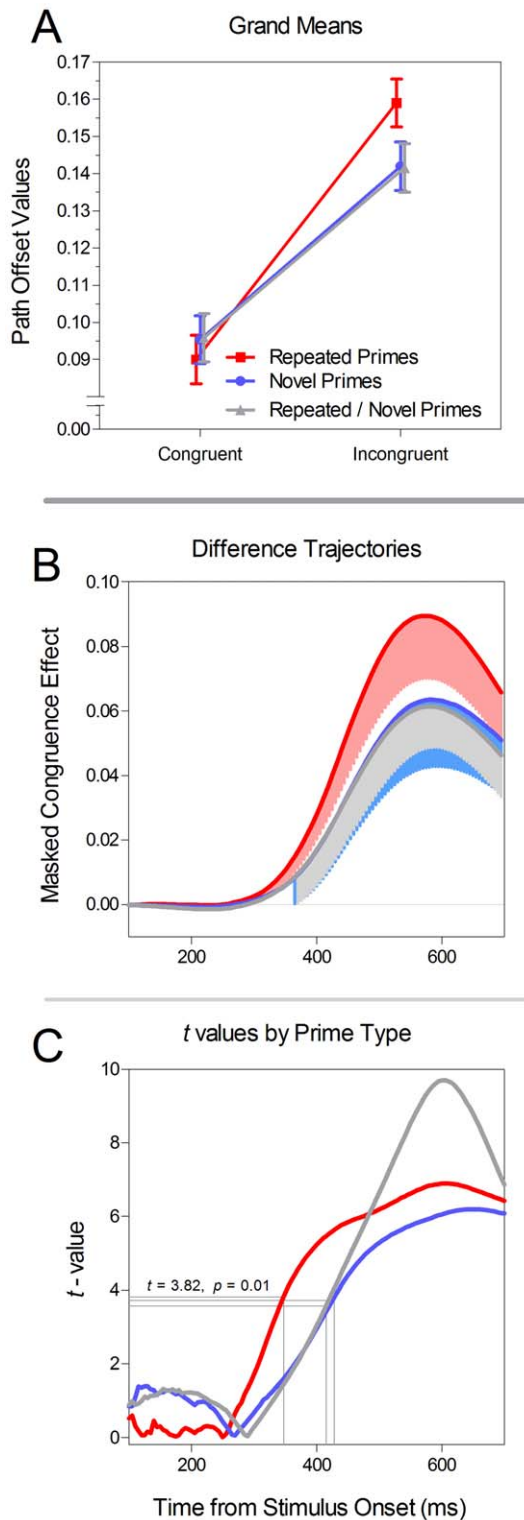 A
Grand Means
0.17
0.16
0.15
0.14
0.13
0.12
0.11
0.10
0.09
0.00
Path Offset Values
Repeated Primes
Novel Primes
Repeated / Novel Primes
Congruent
Incongruent
B
Difference Trajectories
0.10
0.08
0.06
0.04
0.02
0.00
Masked Congruence Effect
200
400
600
C
t values by Prime Type
10
8
6
4
2
0
t - value
t = 3.82, p = 0.01
200
400
600
Time from Stimulus Onset (ms)